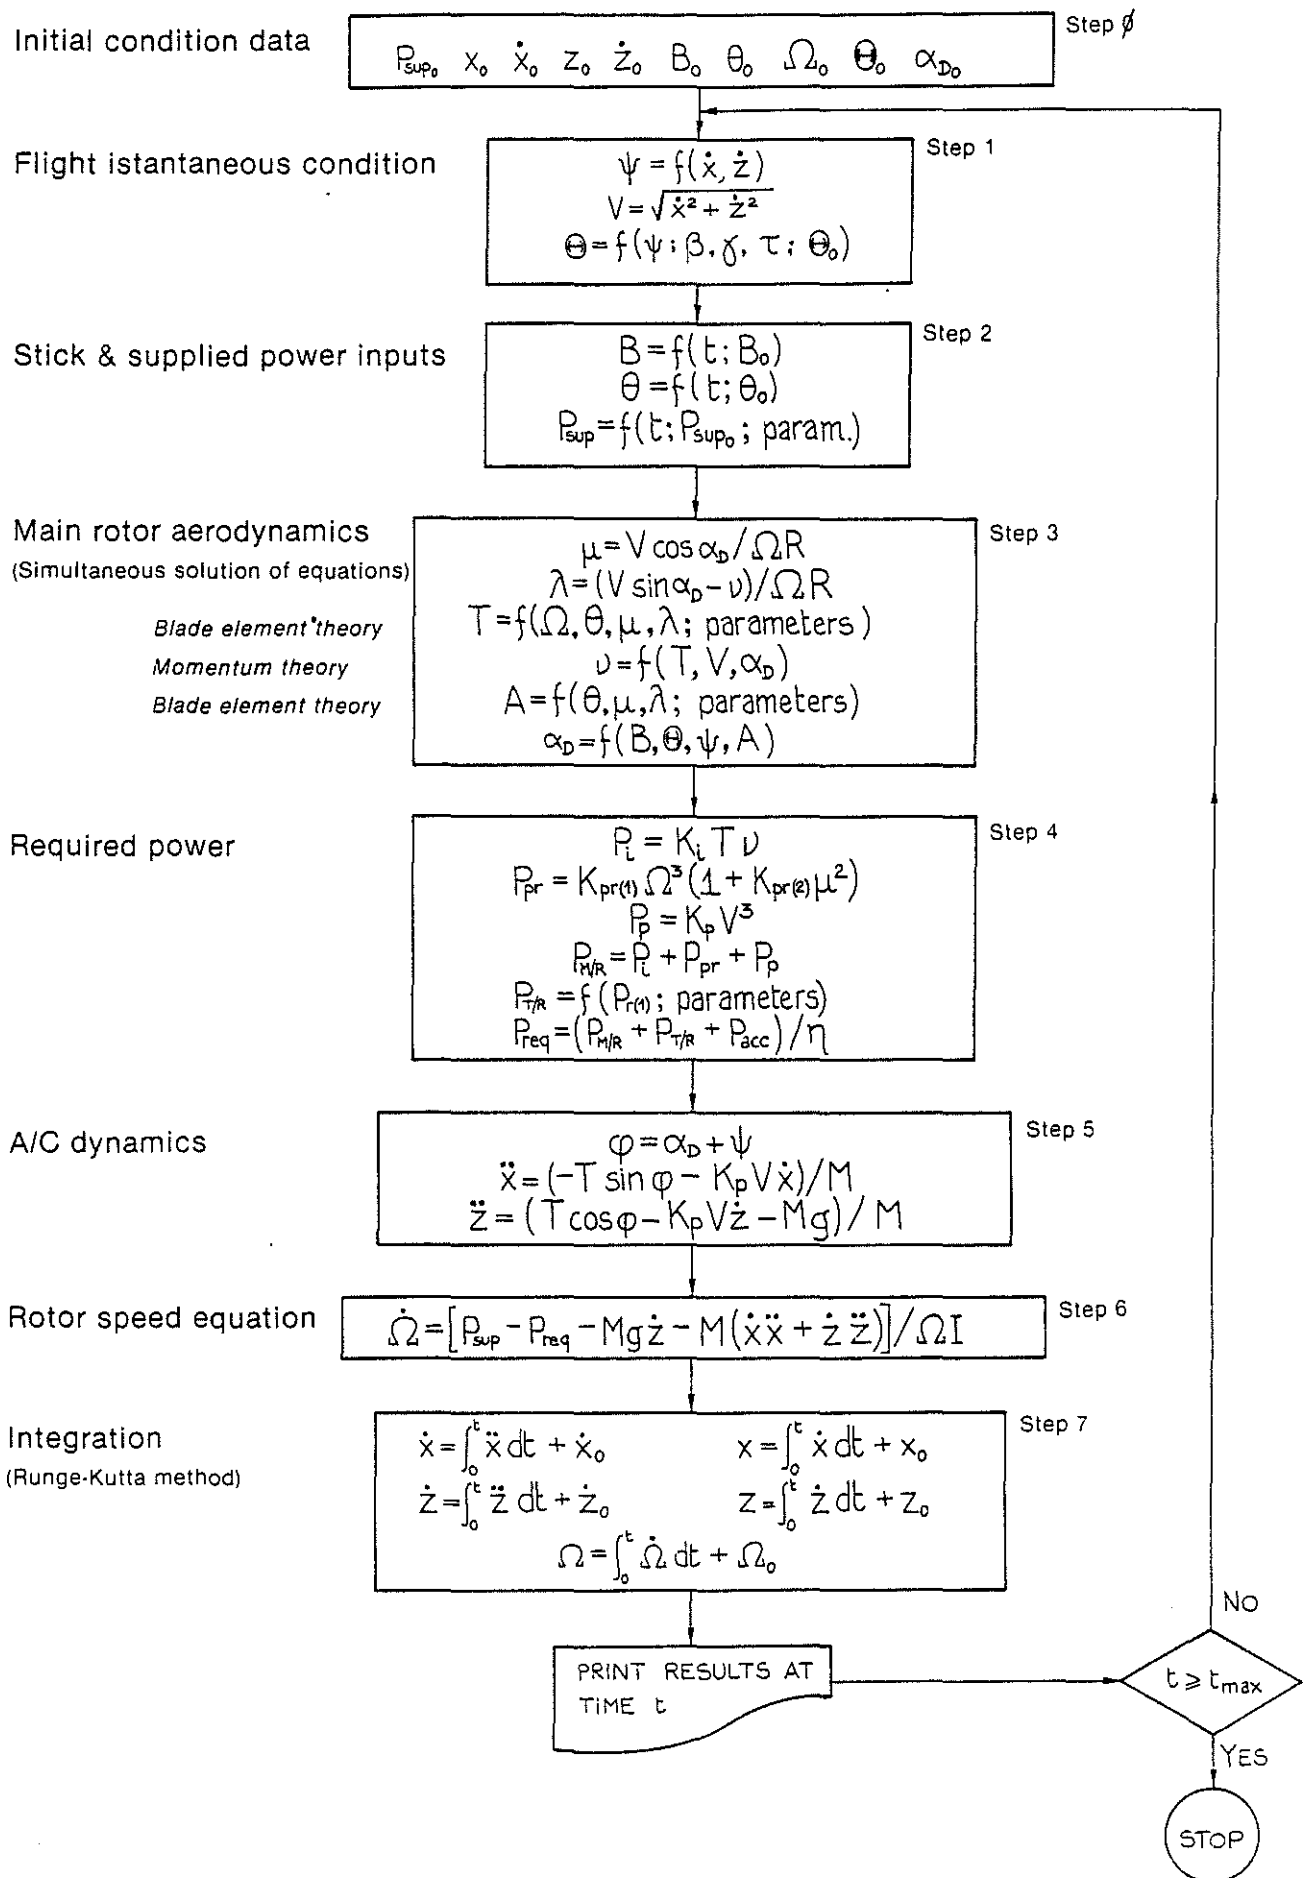 Initial condition data
Step ø
P_sup₀ x₀ ẋ₀ z₀ ż₀ B₀ θ₀ Ω₀ Θ₀ α_D₀
Flight istantaneous condition
Step 1
ψ = f(ẋ, ż)
V = √ẋ² + ż²
Θ = f(ψ; β, γ, τ; Θ₀)
Stick & supplied power inputs
Step 2
B = f(t; B₀)
θ = f(t; θ₀)
P_sup = f(t; P_sup₀; param.)
Main rotor aerodynamics
(Simultaneous solution of equations)
Step 3
μ = V cos α_D / ΩR
λ = (V sin α_D − ν) / ΩR
Blade element theory
T = f(Ω, θ, μ, λ; parameters)
Momentum theory
ν = f(T, V, α_D)
Blade element theory
A = f(θ, μ, λ; parameters)
α_D = f(B, Θ, ψ, A)
Required power
Step 4
P_i = K_i T ν
P_pr = K_pr(1) Ω³ (1 + K_pr(2) μ²)
P_p = K_p V³
P_M/R = P_i + P_pr + P_p
P_T/R = f(P_r(1); parameters)
P_req = (P_M/R + P_T/R + P_acc) / η
A/C dynamics
Step 5
φ = α_D + ψ
ẍ = (−T sin φ − K_p V ẋ) / M
z̈ = (T cos φ − K_p V ż − Mg) / M
Rotor speed equation
Step 6
Ω̇ = [P_sup − P_req − Mgż − M(ẋẍ + żz̈)] / ΩI
Integration
(Runge-Kutta method)
Step 7
ẋ = ∫₀ᵗ ẍ dt + ẋ₀ x = ∫₀ᵗ ẋ dt + x₀
ż = ∫₀ᵗ z̈ dt + ż₀ z = ∫₀ᵗ ż dt + z₀
Ω = ∫₀ᵗ Ω̇ dt + Ω₀
PRINT RESULTS AT
TIME t
NO
t ⩾ t_max
YES
STOP